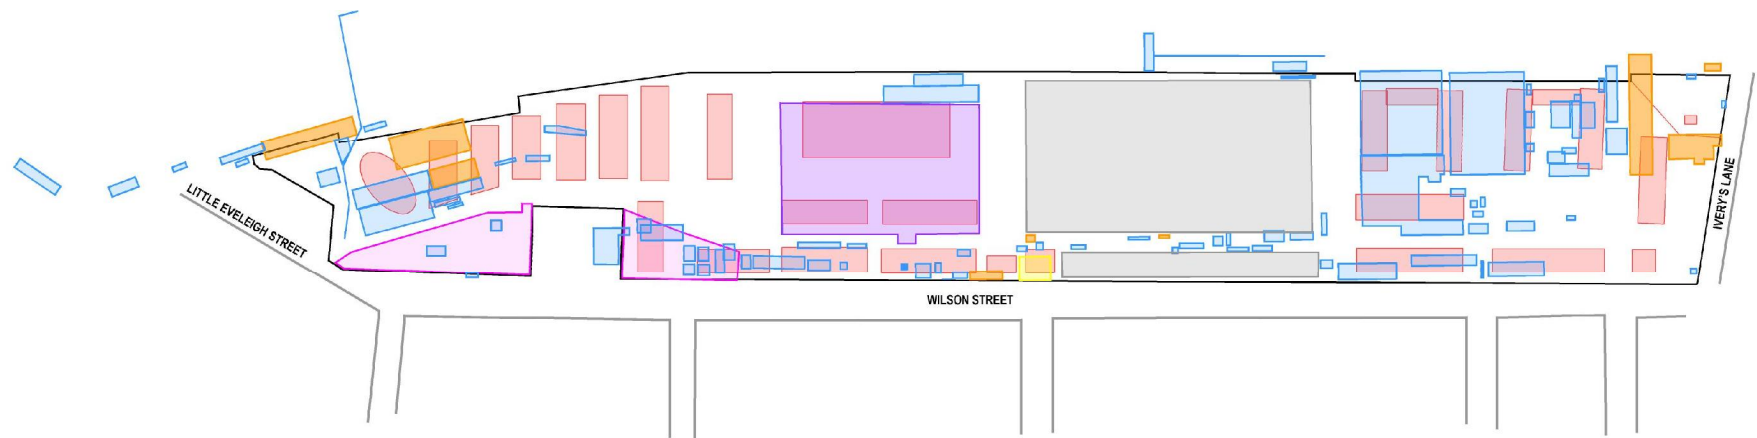 LITTLE EVELEIGH STREET
IVERY'S LANE
WILSON STREET